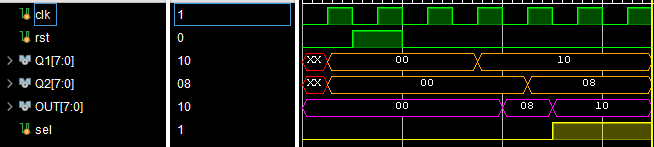 clk 1
rst 0
Q1[7:0] 10 XX 00 10
Q2[7:0] 08 XX 00 08
OUT[7:0] 10 00 08 10
sel 1